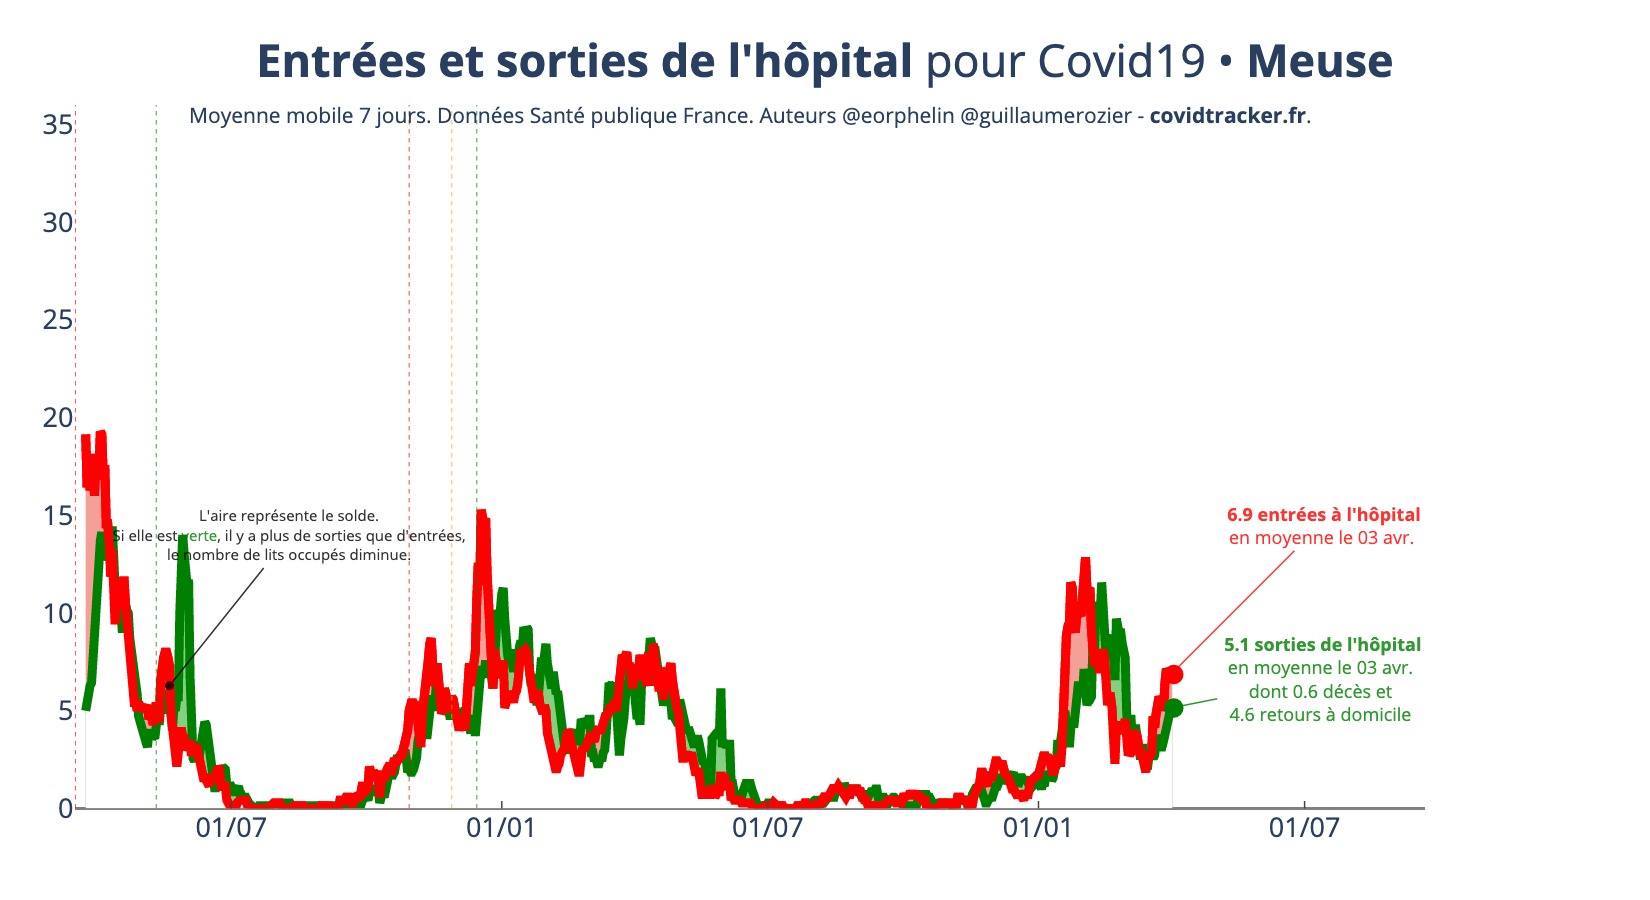 Entrées et sorties de l'hôpital pour Covid19 • Meuse
Moyenne mobile 7 jours. Données Santé publique France. Auteurs @eorphelin @guillaumerozier - covidtracker.fr.
35
30
25
20
15
10
5
0
L'aire représente le solde.
Si elle est verte, il y a plus de sorties que d'entrées,
le nombre de lits occupés diminue.
6.9 entrées à l'hôpital
en moyenne le 03 avr.
5.1 sorties de l'hôpital
en moyenne le 03 avr.
dont 0.6 décès et
4.6 retours à domicile
01/07
01/01
01/07
01/01
01/07